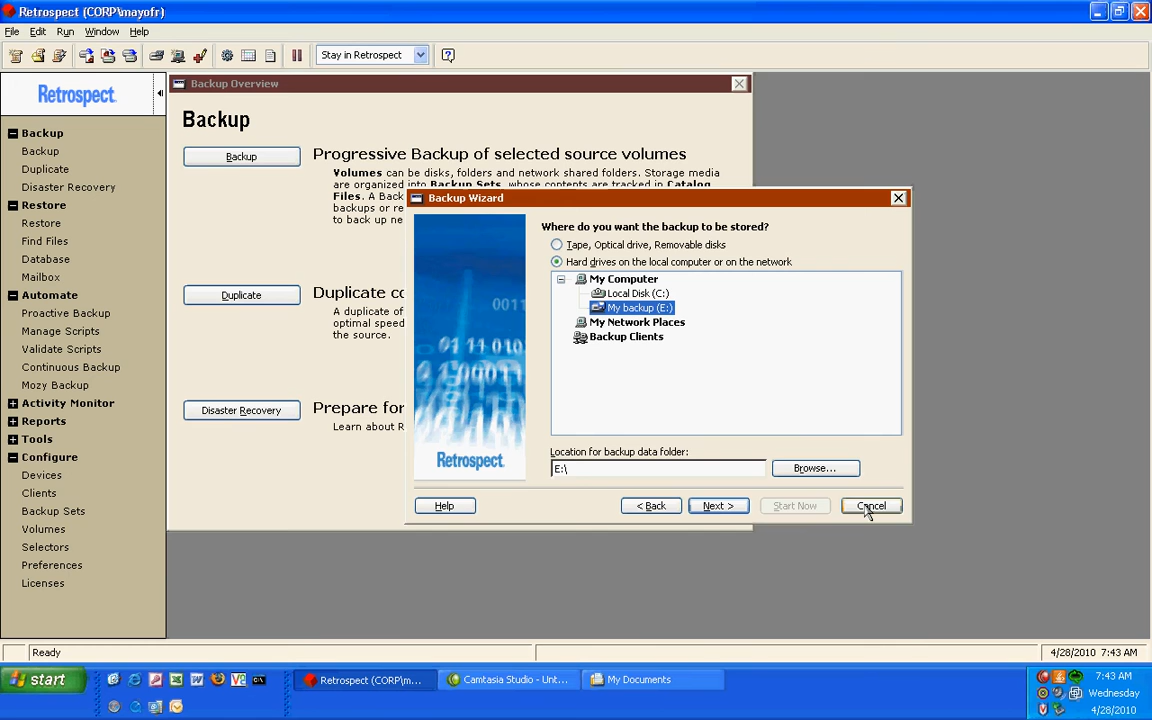 Retrospect (CORP\mayofr)
File Edit Run Window Help
Stay in Retrospect
Retrospect.
Backup
Backup
Duplicate
Disaster Recovery
Restore
Restore
Find Files
Database
Mailbox
Automate
Proactive Backup
Manage Scripts
Validate Scripts
Continuous Backup
Mozy Backup
Activity Monitor
Reports
Tools
Configure
Devices
Clients
Backup Sets
Volumes
Selectors
Preferences
Licenses
Backup Overview
Backup
Backup
Progressive Backup of selected source volumes
Volumes can be disks, folders and network shared folders. Storage media
are organized into Backup Sets, whose contents are tracked in Catalog
Files. A Back
backups or re
to back up ne
Duplicate
Duplicate co
A duplicate of
optimal speed
the source.
Disaster Recovery
Prepare for
Learn about R
Backup Wizard
Where do you want the backup to be stored?
Tape, Optical drive, Removable disks
Hard drives on the local computer or on the network
My Computer
Local Disk (C:)
My backup (E:)
My Network Places
Backup Clients
Location for backup data folder:
E:\
Browse...
Retrospect.
Help
< Back
Next >
Start Now
Cancel
Ready
4/28/2010 7:43 AM
start
Retrospect (CORP\m...
Camtasia Studio - Unt...
My Documents
7:43 AM
Wednesday
4/28/2010